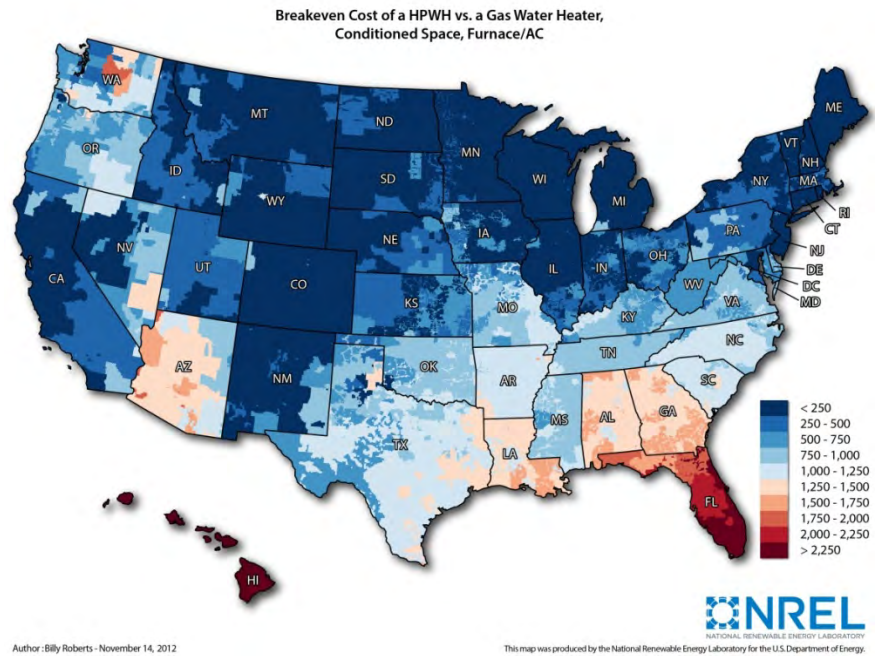 Breakeven Cost of a HPWH vs. a Gas Water Heater,
Conditioned Space, Furnace/AC
WA
MT
ND
MN
ME
OR
ID
SD
WI
VT
NH
MA
NY
MI
WY
RI
CT
NE
IA
PA
NJ
NV
UT
IL
IN
OH
DE
DC
MD
CA
CO
KS
MO
WV
VA
KY
NC
TN
AZ
NM
OK
AR
SC
MS
AL
GA
TX
LA
FL
HI
< 250
250 - 500
500 - 750
750 - 1,000
1,000 - 1,250
1,250 - 1,500
1,500 - 1,750
1,750 - 2,000
2,000 - 2,250
> 2,250
NREL
NATIONAL RENEWABLE ENERGY LABORATORY
Author : Billy Roberts - November 14, 2012
This map was produced by the National Renewable Energy Laboratory for the U.S. Department of Energy.